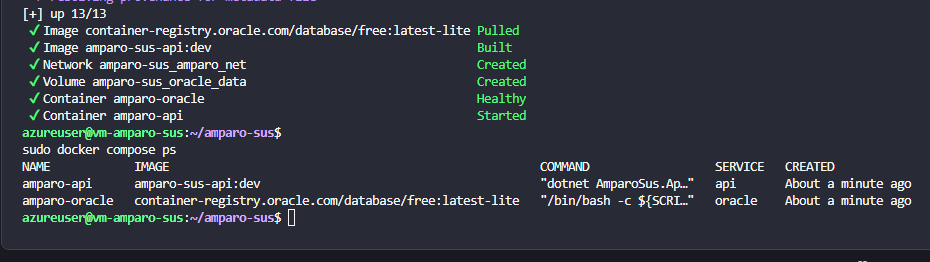 [+] up 13/13
✓ Image container-registry.oracle.com/database/free:latest-lite Pulled
✓ Image amparo-sus-api:dev Built
✓ Network amparo-sus_amparo_net Created
✓ Volume amparo-sus_oracle_data Created
✓ Container amparo-oracle Healthy
✓ Container amparo-api Started
azureuser@vm-amparo-sus:~/amparo-sus$
sudo docker compose ps
NAME IMAGE COMMAND SERVICE CREATED
amparo-api amparo-sus-api:dev "dotnet AmparoSus.Ap…" api About a minute ago
amparo-oracle container-registry.oracle.com/database/free:latest-lite "/bin/bash -c ${SCRI…" oracle About a minute ago
azureuser@vm-amparo-sus:~/amparo-sus$